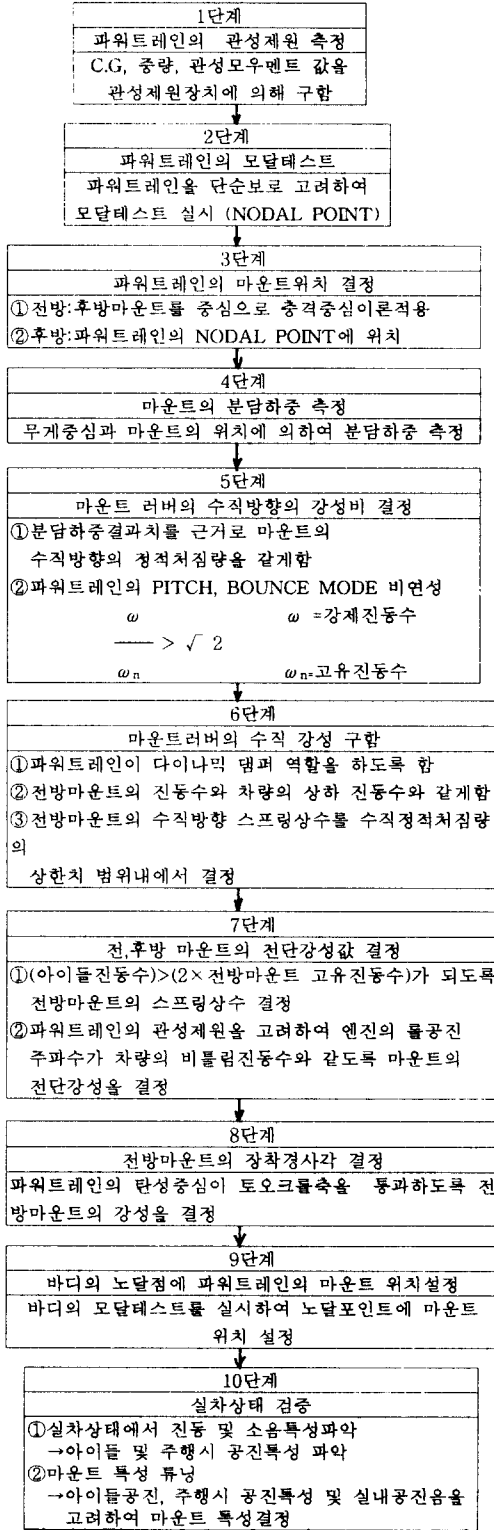 1단계
파워트레인의 관성제원 측정
C.G, 중량, 관성모우멘트 값을
관성제원장치에 의해 구함
2단계
파워트레인의 모달테스트
파워트레인을 단순보로 고려하여
모달테스트 실시 (NODAL POINT)
3단계
파워트레인의 마운트위치 결정
①전방:후방마운트를 중심으로 충격중심이론적용
②후방:파워트레인의 NODAL POINT에 위치
4단계
마운트의 분담하중 측정
무게중심과 마운트의 위치에 의하여 분담하중 측정
5단계
마운트 러버의 수직방향의 강성비 결정
①분담하중결과치를 근거로 마운트의
수직방향의 정적처짐량을 같게함
②파워트레인의 PITCH, BOUNCE MODE 비연성
ω ω =강제진동수
─── > √ 2
ωn ωn=고유진동수
6단계
마운트러버의 수직 강성 구함
①파워트레인이 다이나믹 댐퍼 역할을 하도록 함
②전방마운트의 진동수와 차량의 상하 진동수와 같게함
③전방마운트의 수직방향 스프링상수를 수직정적처짐량
의
상한치 범위내에서 결정
7단계
전,후방 마운트의 전단강성값 결정
①(아이들진동수)>(2× 전방마운트 고유진동수)가 되도록
전방마운트의 스프링상수 결정
②파워트레인의 관성제원을 고려하여 엔진의 롤공진
주파수가 차량의 비틀림진동수와 같도록 마운트의
전단강성을 결정
8단계
전방마운트의 장착경사각 결정
파워트레인의 탄성중심이 토오크롤축을 통과하도록 전
방마운트의 강성을 결정
9단계
바디의 노달점에 파워트레인의 마운트 위치설정
바디의 모달테스트를 실시하여 노달포인트에 마운트
위치 설정
10단계
실차상태 검증
①실차상태에서 진동 및 소음특성파악
→아이들 및 주행시 공진특성 파악
②마운트 특성 튜닝
→아이들공진, 주행시 공진특성 및 실내공진음을
고려하여 마운트 특성결정